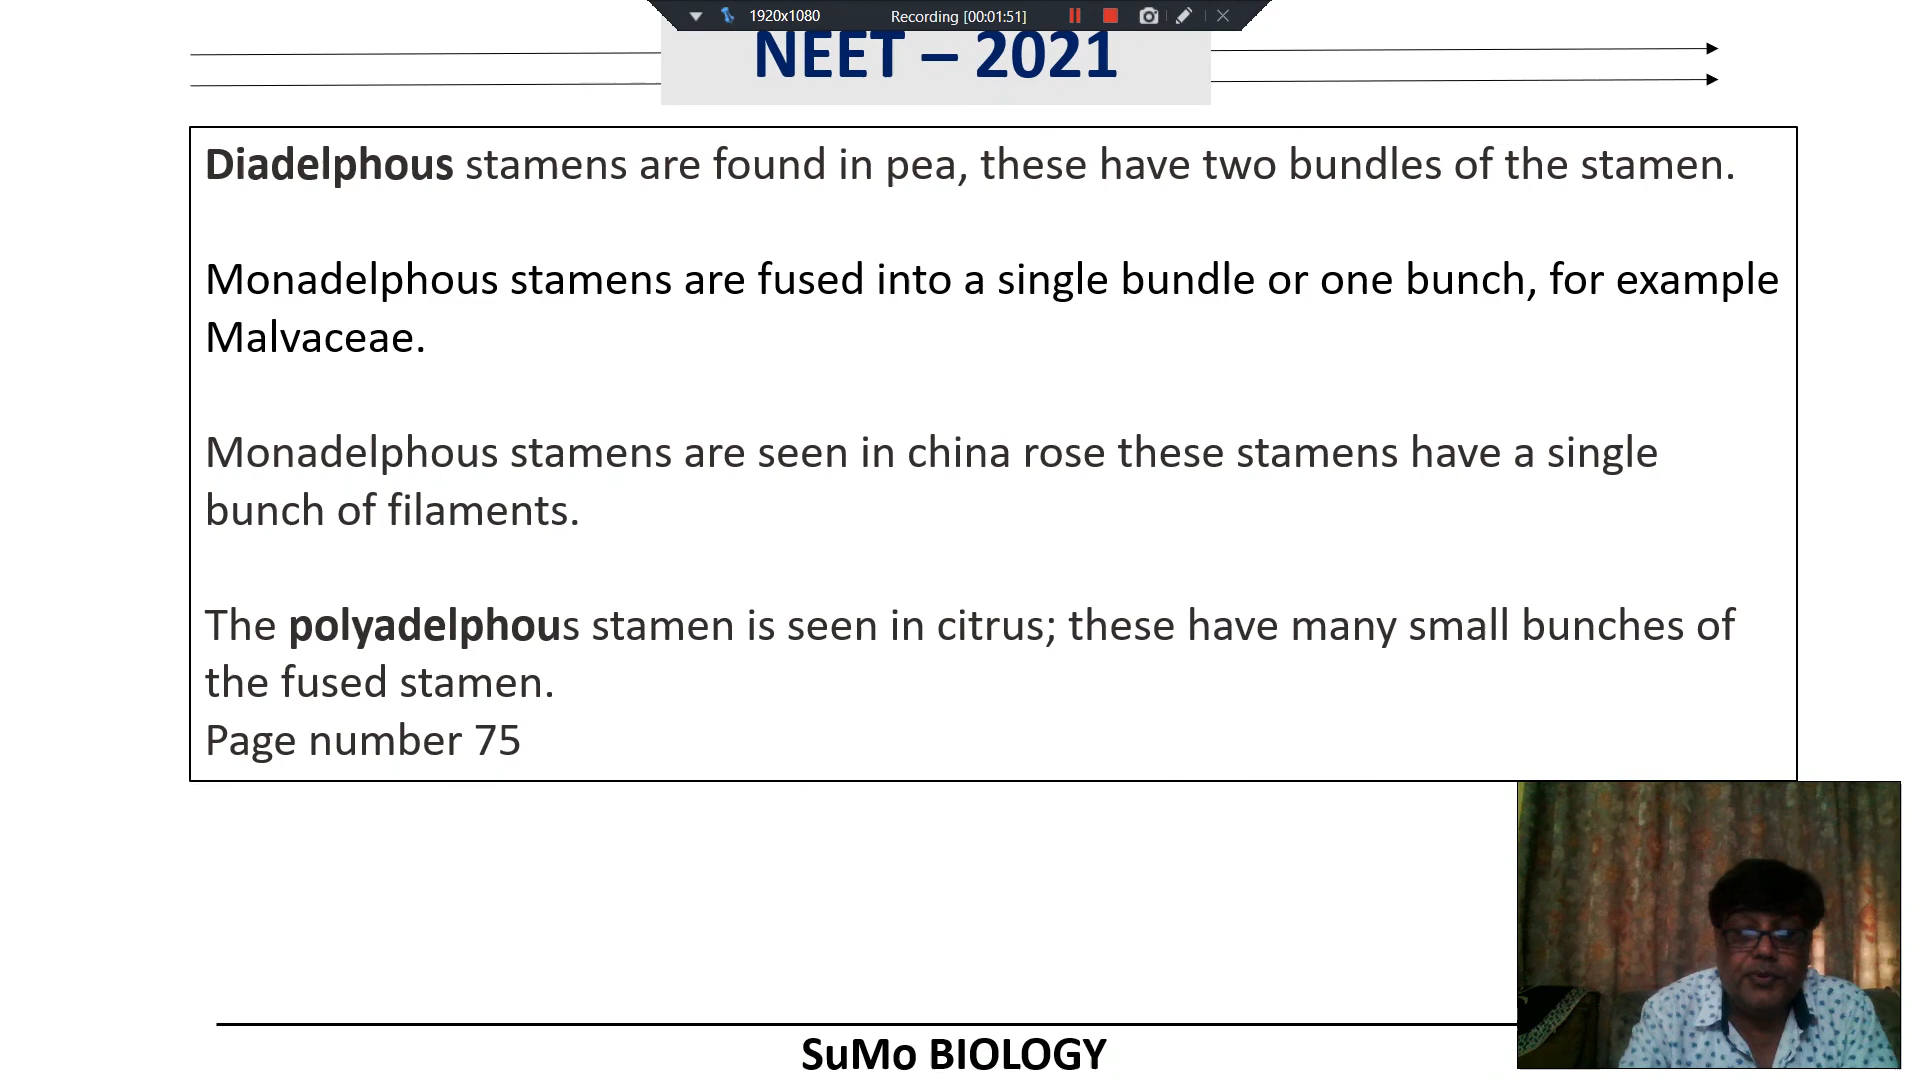 1920x1080
Recording [00:01:51]
NEET – 2021
Diadelphous stamens are found in pea, these have two bundles of the stamen.
Monadelphous stamens are fused into a single bundle or one bunch, for example
Malvaceae.
Monadelphous stamens are seen in china rose these stamens have a single
bunch of filaments.
The polyadelphous stamen is seen in citrus; these have many small bunches of
the fused stamen.
Page number 75
SuMo BIOLOGY